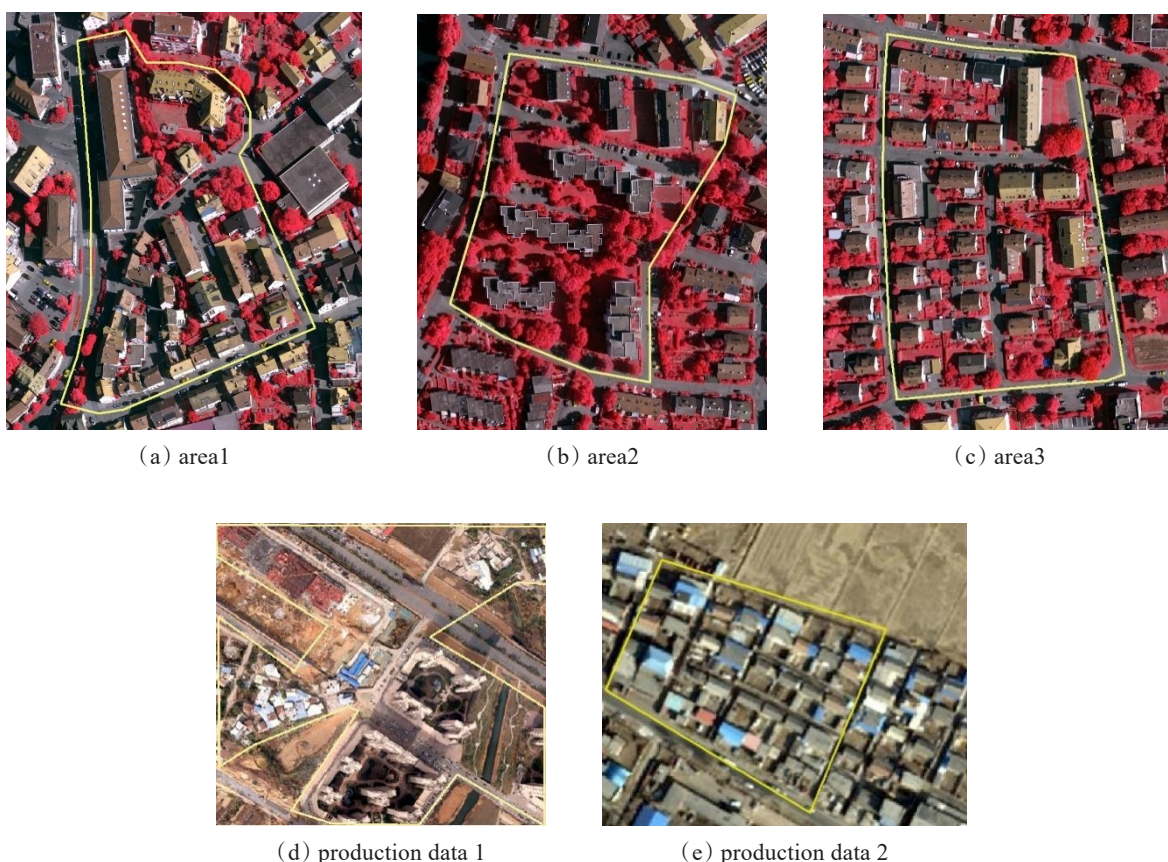 (a) area1
(b) area2
(c) area3
(d) production data 1
(e) production data 2